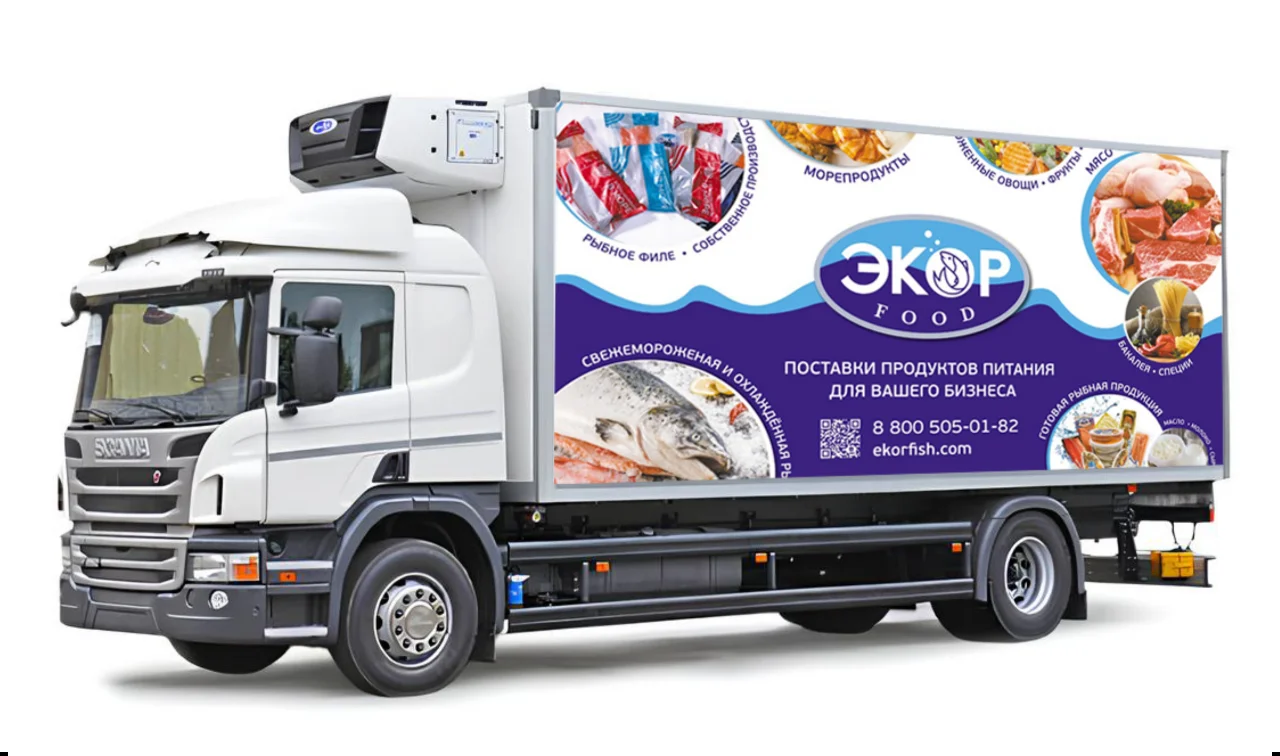 РЫБНОЕ ФИЛЕ • СОБСТВЕННОЕ ПРОИЗВОДС
МОРЕПРОДУКТЫ
ЖЕННЫЕ ОВОЩИ • ФРУКТЫ •
МЯСО
ЭКОР
FOOD
БАКАЛЕЯ • СПЕЦИИ
СВЕЖЕМОРОЖЕНАЯ И ОХЛАЖДЁННАЯ РЫ
ПОСТАВКИ ПРОДУКТОВ ПИТАНИЯ
ДЛЯ ВАШЕГО БИЗНЕСА
8 800 505-01-82
ekorfish.com
ГОТОВАЯ РЫБНАЯ ПРОДУКЦИЯ
МАСЛО • МОЛОКО • СЫР
SCANIA